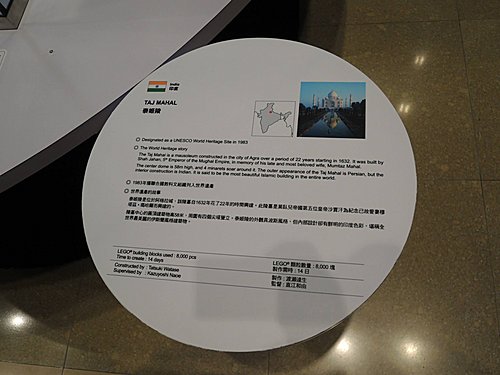 India
印度
TAJ MAHAL
泰姬陵
Designated as a UNESCO World Heritage Site in 1983
The World Heritage story
The Taj Mahal is a mausoleum constructed in the city of Agra over a period of 22 years starting in 1632. It was built by
Shah Jahan, 5th Emperor of the Mughal Empire, in memory of his late and most beloved wife, Mumtaz Mahal.
The center dome is 58m high, and 4 minarets soar around it. The outer appearance of the Taj Mahal is Persian, but the
interior construction is Indian. It is said to be the most beautiful Islamic building in the entire world.
1983年獲聯合國教科文組織列入世界遺產
世界遺產的故事
LEGO® building blocks used : 8,000 pcs
Time to create : 14 days
LEGO® 顆粒數量 : 8,000 塊
製作需時 : 14 日
Constructed by : Tatsuki Watase
Supervised by : Kazuyoshi Naoe
製作 : 渡瀬達生
監督 : 直江和由